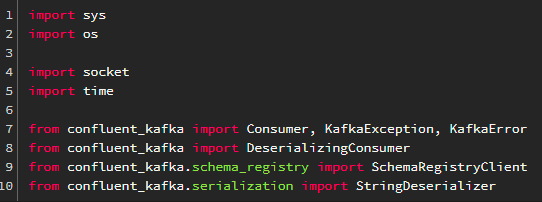 1 import sys
2 import os
3
4 import socket
5 import time
6
7 from confluent_kafka import Consumer, KafkaException, KafkaError
8 from confluent_kafka import DeserializingConsumer
9 from confluent_kafka.schema_registry import SchemaRegistryClient
10 from confluent_kafka.serialization import StringDeserializer